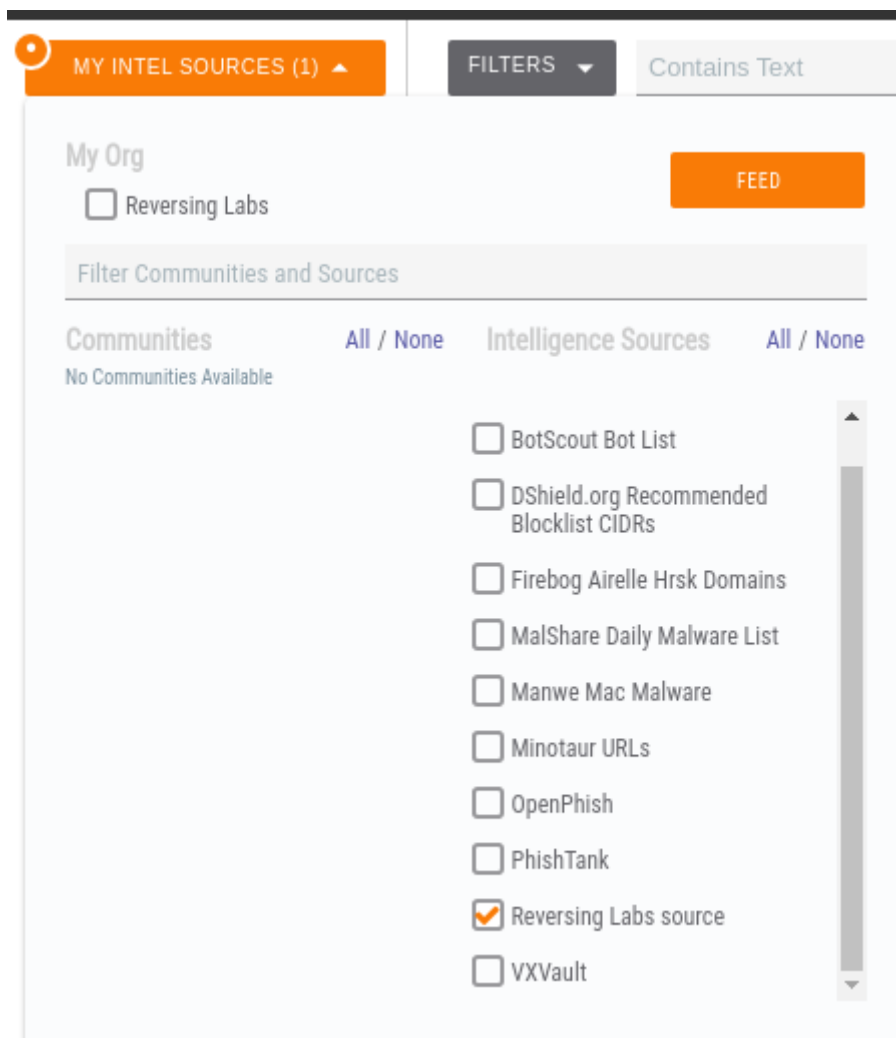 MY INTEL SOURCES (1)
FILTERS
Contains Text
My Org
FEED
Reversing Labs
Filter Communities and Sources
Communities
All / None
Intelligence Sources
All / None
No Communities Available
BotScout Bot List
DShield.org Recommended
Blocklist CIDRs
Firebog Airelle Hrsk Domains
MalShare Daily Malware List
Manwe Mac Malware
Minotaur URLs
OpenPhish
PhishTank
Reversing Labs source
VXVault